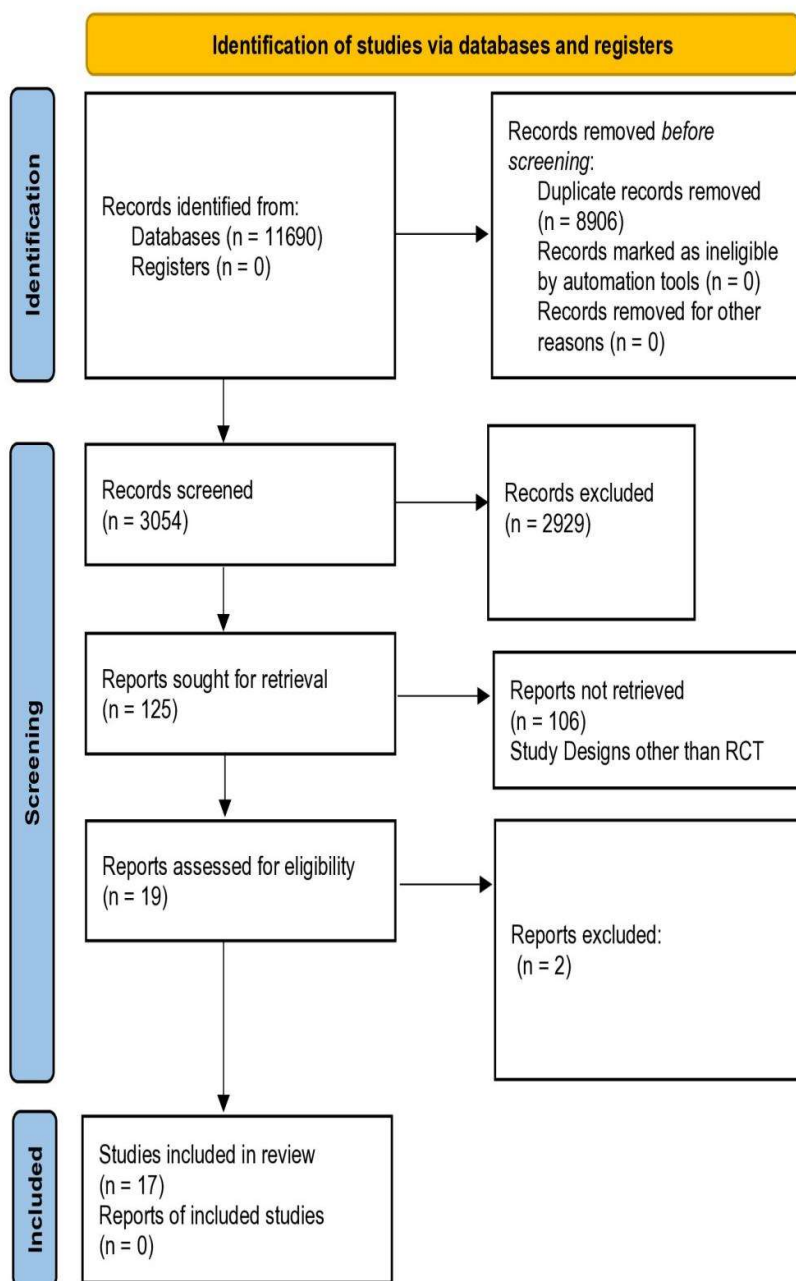 Identification of studies via databases and registers
Identification
Records identified from:
Databases (n = 11690)
Registers (n = 0)
Records removed before
screening:
Duplicate records removed
(n = 8906)
Records marked as ineligible
by automation tools (n = 0)
Records removed for other
reasons (n = 0)
Screening
Records screened
(n = 3054)
Records excluded
(n = 2929)
Reports sought for retrieval
(n = 125)
Reports not retrieved
(n = 106)
Study Designs other than RCT
Reports assessed for eligibility
(n = 19)
Reports excluded:
(n = 2)
Included
Studies included in review
(n = 17)
Reports of included studies
(n = 0)